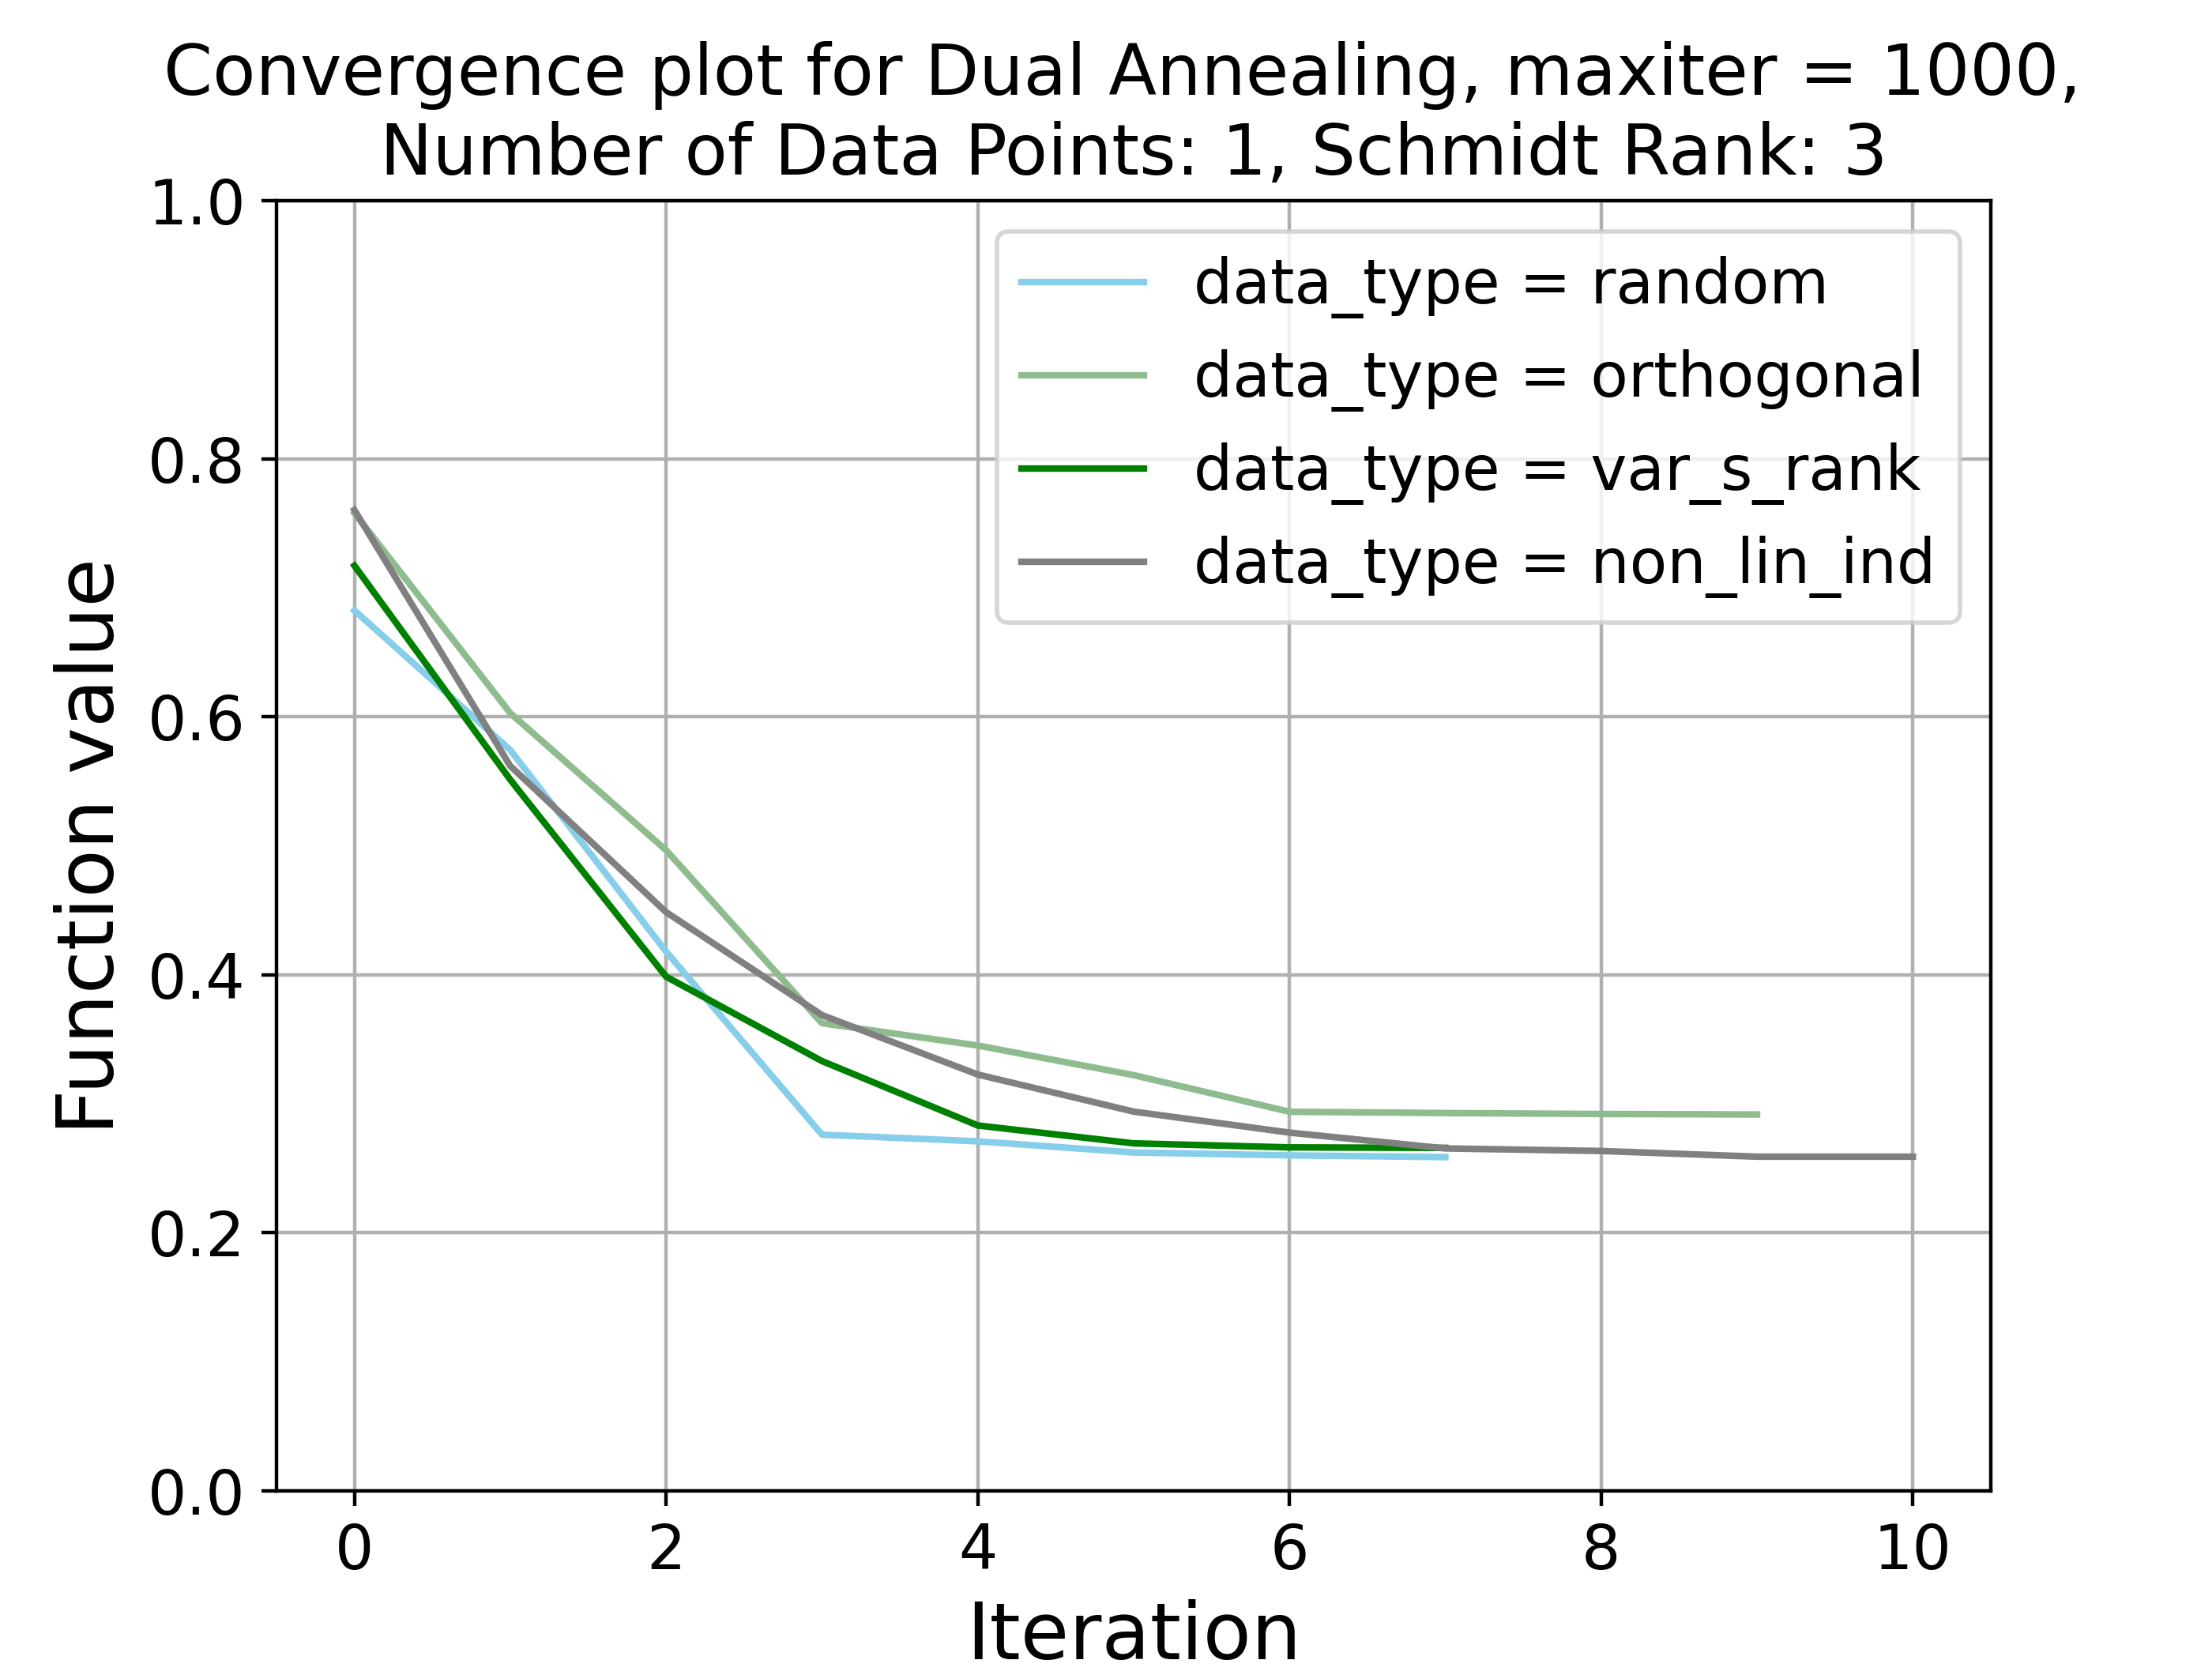 Convergence plot for Dual Annealing, maxiter = 1000,
Number of Data Points: 1, Schmidt Rank: 3
1.0
0.8
0.6
0.4
0.2
0.0
Function value
data_type = random
data_type = orthogonal
data_type = var_s_rank
data_type = non_lin_ind
0 2 4 6 8 10
Iteration